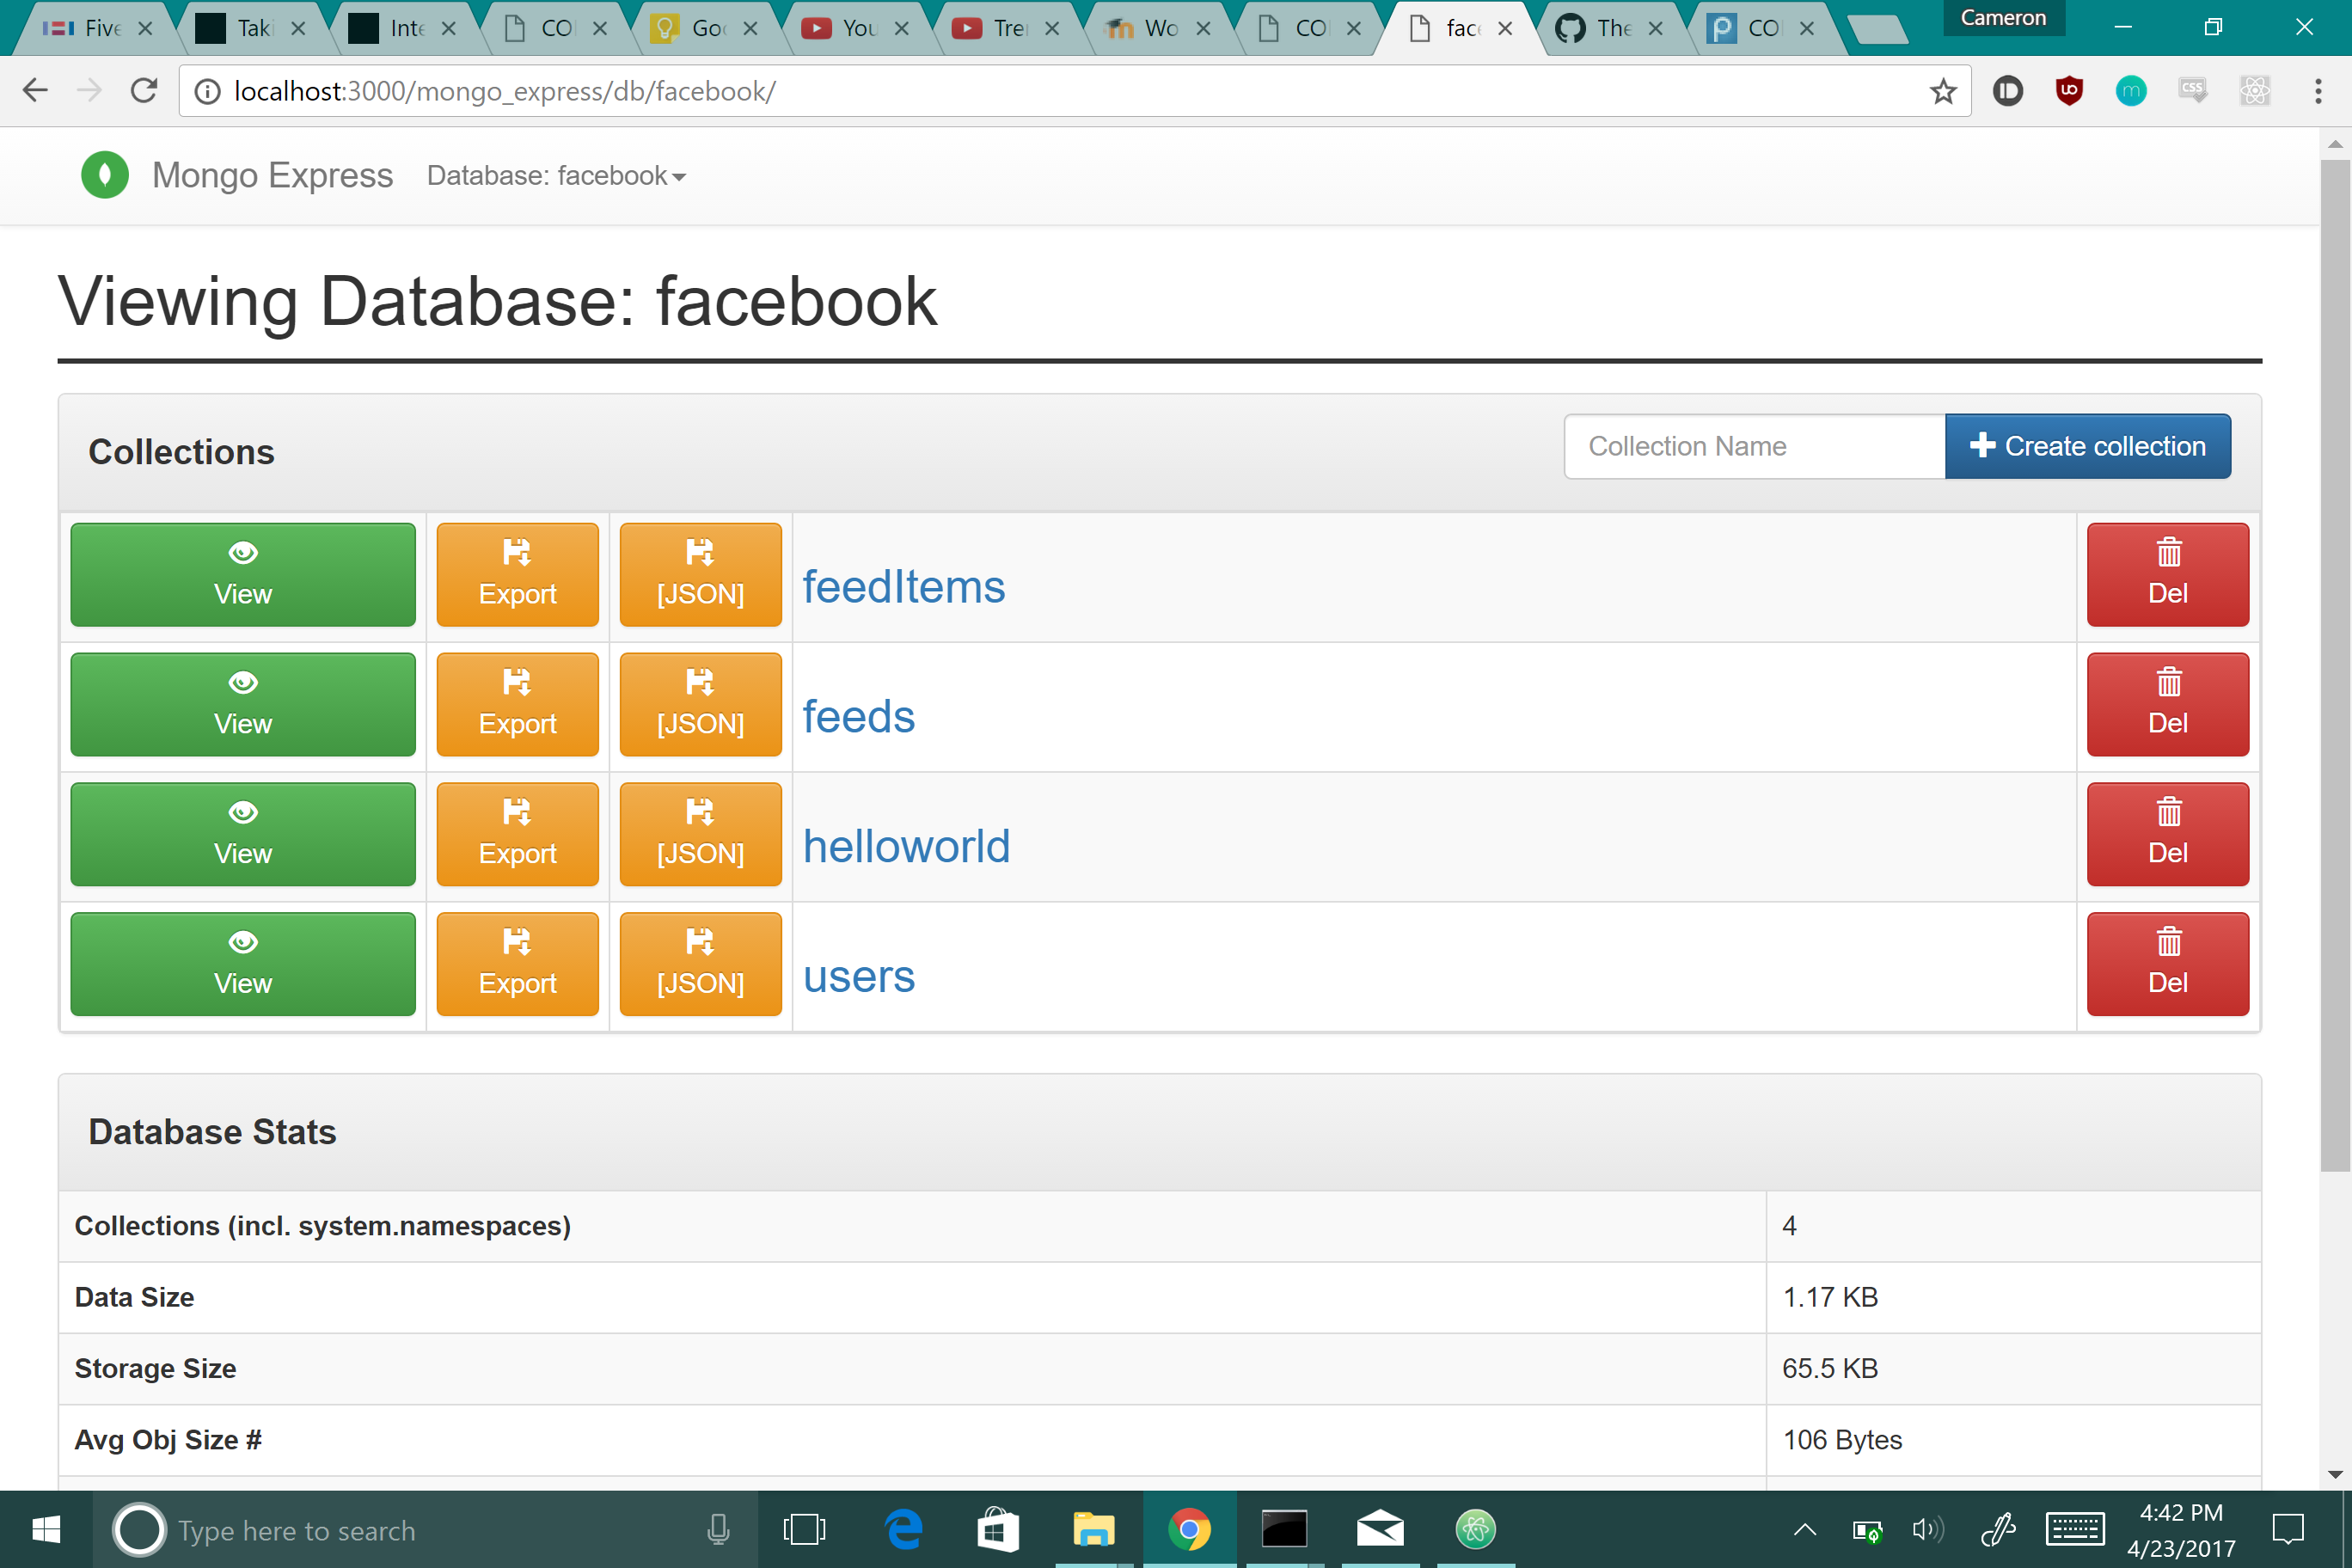 Five Taki Inte CO Goo You Tre Wo CO face The CO Cameron
localhost:3000/mongo_express/db/facebook/
Mongo Express Database: facebook
Viewing Database: facebook
Collections Collection Name Create collection
View Export [JSON] feedItems Del
View Export [JSON] feeds Del
View Export [JSON] helloworld Del
View Export [JSON] users Del
Database Stats
Collections (incl. system.namespaces) 4
Data Size 1.17 KB
Storage Size 65.5 KB
Avg Obj Size # 106 Bytes
Type here to search
4:42 PM
4/23/2017